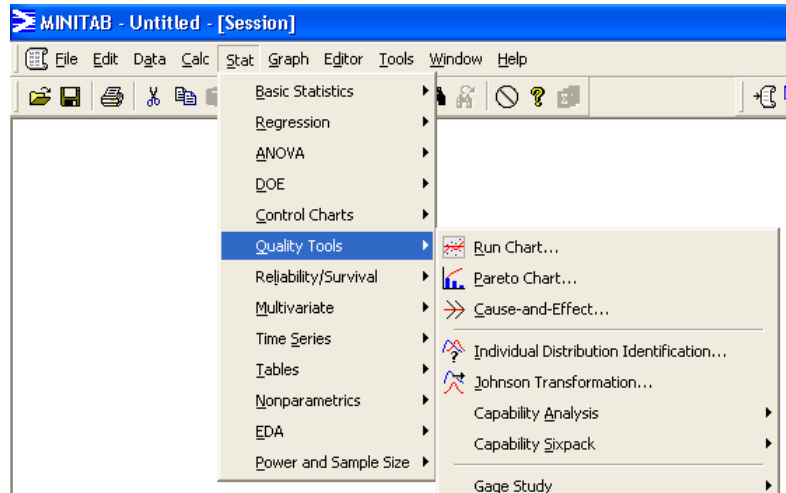 MINITAB - Untitled - [Session]
File Edit Data Calc Stat Graph Editor Tools Window Help
Basic Statistics
Regression
ANOVA
DOE
Control Charts
Quality Tools
Reliability/Survival
Multivariate
Time Series
Tables
Nonparametrics
EDA
Power and Sample Size
Run Chart...
Pareto Chart...
Cause-and-Effect...
Individual Distribution Identification...
Johnson Transformation...
Capability Analysis
Capability Sixpack
Gage Study